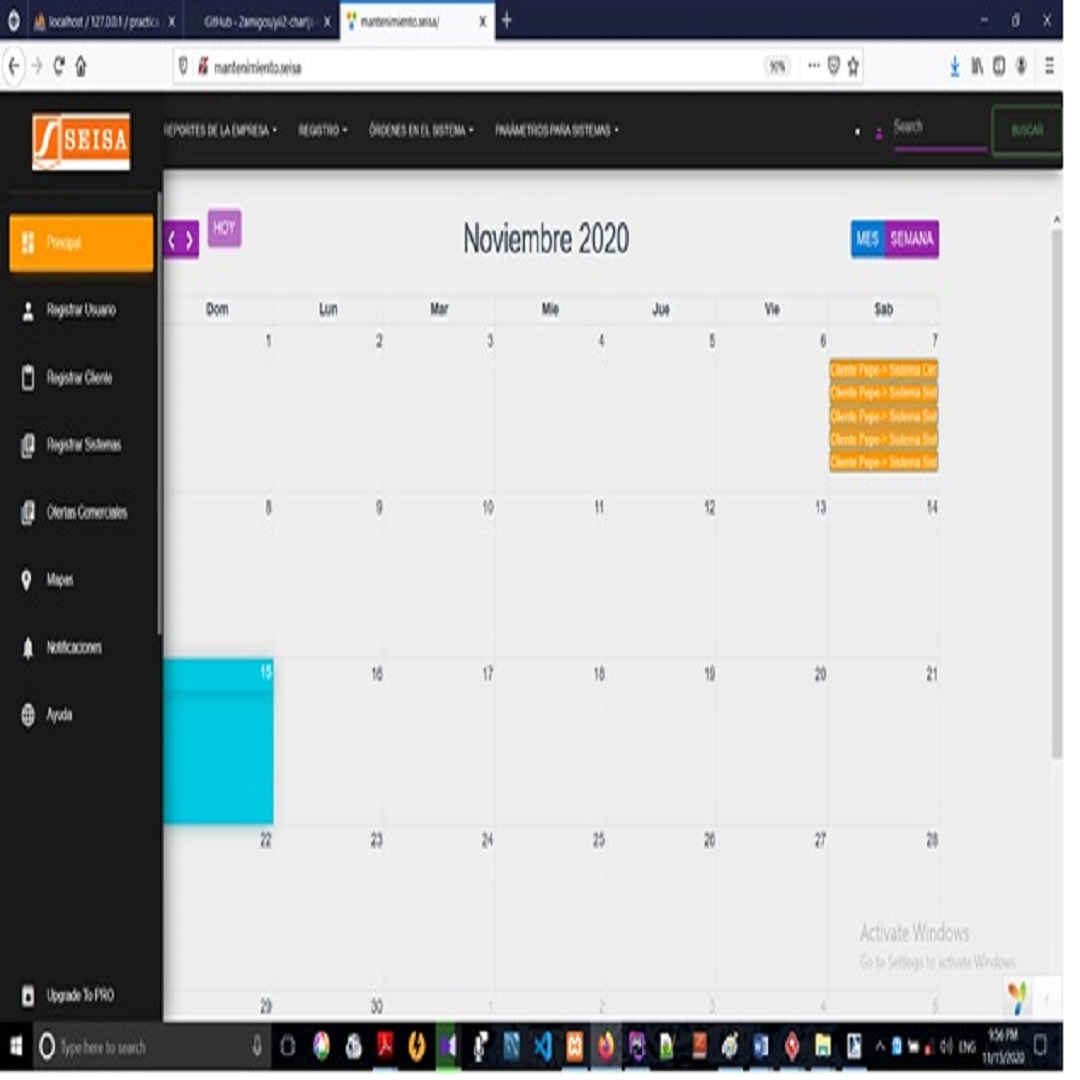 localhost / 127.0.0.1 / practica
GitHub - 2amigos/yii2-chartjs
mantenimiento.seisa/
mantenimiento.seisa
90%
SEISA
REPORTES DE LA EMPRESA
REGISTRO
ÓRDENES EN EL SISTEMA
PARÁMETROS PARA SISTEMAS
Search
BUSCAR
Principal
Registrar Usuario
Registrar Cliente
Registrar Sistemas
Ofertas Comerciales
Mapas
Notificaciones
Ayuda
Upgrade To PRO
HOY
Noviembre 2020
MES SEMANA
Dom Lun Mar Mie Jue Vie Sab
1 2 3 4 5 6 7
Cliente Pepe-> Sistema Cerc
Cliente Pepe-> Sistema Sist
Cliente Pepe-> Sistema Sist
Cliente Pepe-> Sistema Sist
Cliente Pepe-> Sistema Sist
8 9 10 11 12 13 14
15 16 17 18 19 20 21
22 23 24 25 26 27 28
29 30 1 2 3 4 5
Activate Windows
Go to Settings to activate Windows.
Type here to search
ENG
9:56 PM
11/15/2020